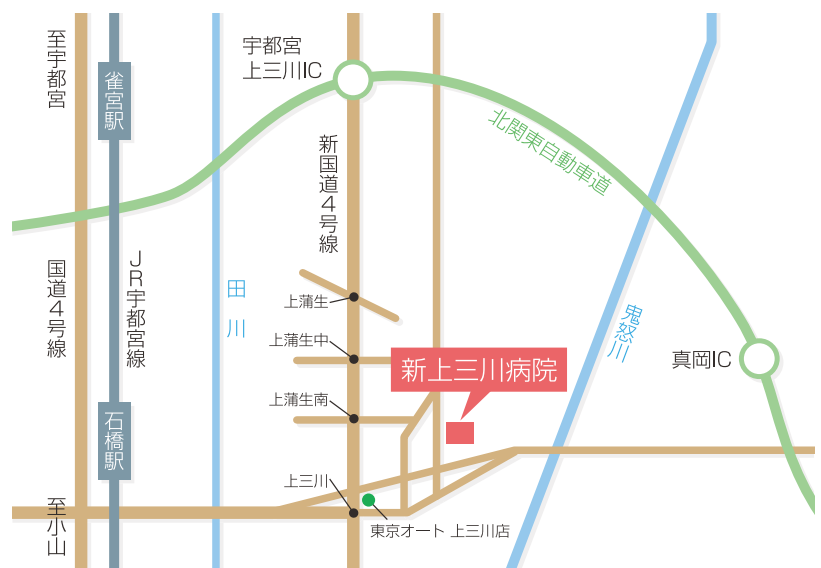 至宇都宮
雀宮駅
宇都宮
上三川IC
北関東自動車道
新国道4号線
国道4号線
JR宇都宮線
田川
上蒲生
上蒲生中
上蒲生南
新上三川病院
鬼怒川
真岡IC
石橋駅
上三川
至小山
東京オート 上三川店